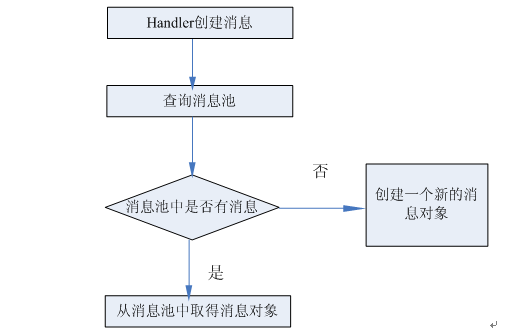 Handler创建消息
查询消息池
消息池中是否有消息
否
创建一个新的消
息对象
是
从消息池中取得消息对象